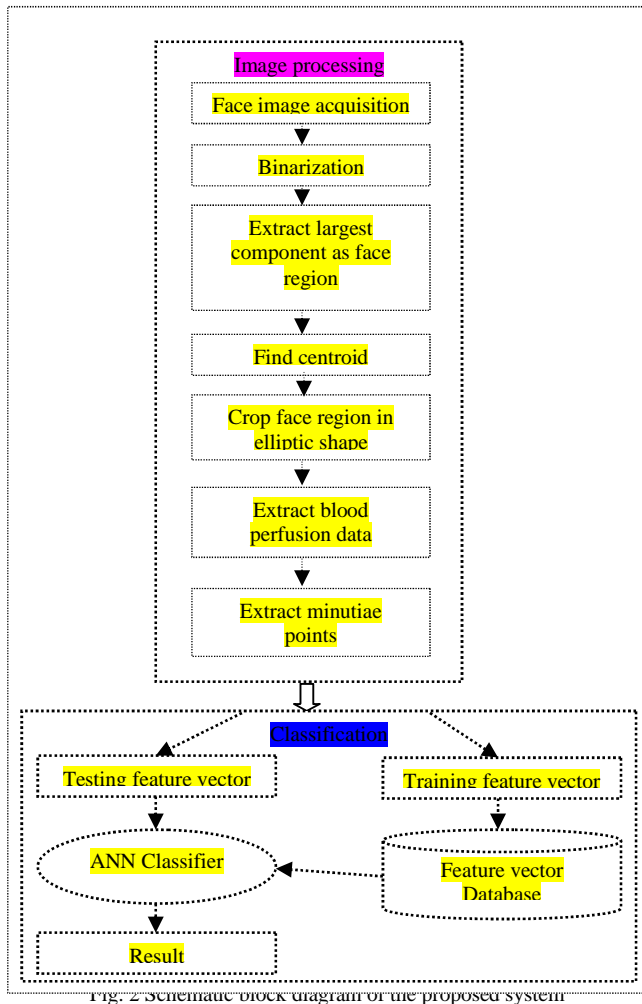 Image processing
Face image acquisition
Binarization
Extract largest
component as face
region
Find centroid
Crop face region in
elliptic shape
Extract blood
perfusion data
Extract minutiae
points
Classification
Testing feature vector
Training feature vector
ANN Classifier
Feature vector
Database
Result
Fig. 2 Schematic block diagram of the proposed system